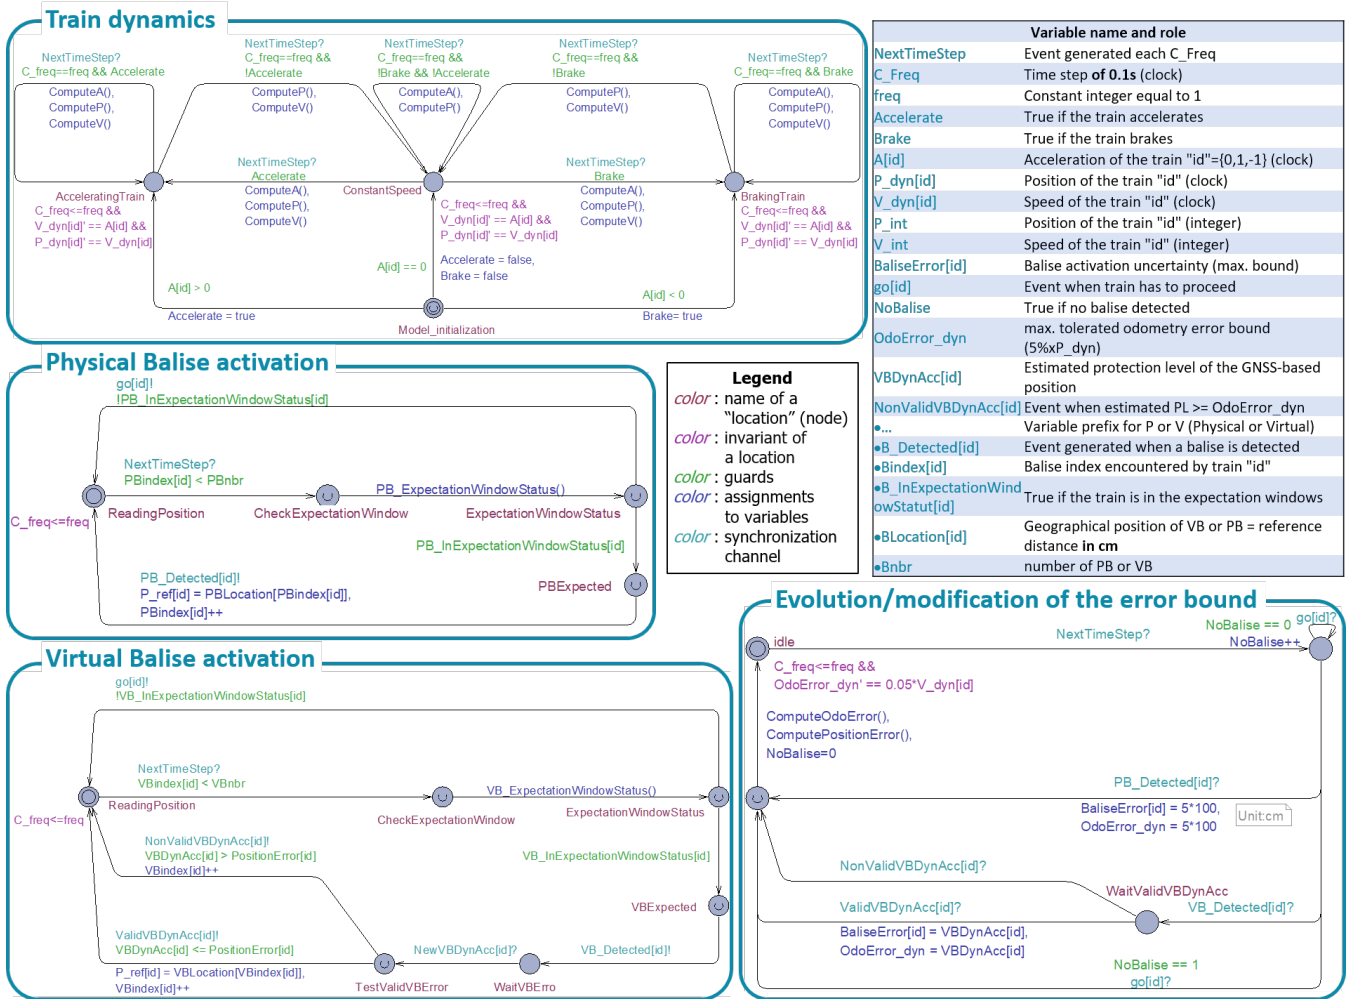 Train dynamics
NextTimeStep?
C_freq==freq && Accelerate
ComputeA(),
ComputeP(),
ComputeV()
NextTimeStep?
C_freq==freq &&
!Accelerate
ComputeP(),
ComputeV()
NextTimeStep?
C_freq==freq &&
!Brake && !Accelerate
ComputeA(),
ComputeP()
NextTimeStep?
C_freq==freq &&
!Brake
ComputeP(),
ComputeV()
NextTimeStep?
C_freq==freq && Brake
ComputeA(),
ComputeP(),
ComputeV()
AcceleratingTrain
C_freq<=freq &&
V_dyn[id]' == A[id] &&
P_dyn[id]' == V_dyn[id]
NextTimeStep?
Accelerate
ComputeA(),
ComputeP(),
ComputeV()
ConstantSpeed
C_freq<=freq &&
V_dyn[id]' == A[id] &&
P_dyn[id]' == V_dyn[id]
NextTimeStep?
Brake
ComputeA(),
ComputeP(),
ComputeV()
BrakingTrain
C_freq<=freq &&
V_dyn[id]' == A[id] &&
P_dyn[id]' == V_dyn[id]
A[id] > 0
Accelerate = true
A[id] == 0
Accelerate = false,
Brake = false
A[id] < 0
Brake= true
Model_initialization
Variable name and role
NextTimeStep Event generated each C_Freq
C_Freq Time step of 0.1s (clock)
freq Constant integer equal to 1
Accelerate True if the train accelerates
Brake True if the train brakes
A[id] Acceleration of the train "id"={0,1,-1} (clock)
P_dyn[id] Position of the train "id" (clock)
V_dyn[id] Speed of the train "id" (clock)
P_int Position of the train "id" (integer)
V_int Speed of the train "id" (integer)
BaliseError[id] Balise activation uncertainty (max. bound)
go[id] Event when train has to proceed
NoBalise True if no balise detected
OdoError_dyn max. tolerated odometry error bound
(5%xP_dyn)
VBDynAcc[id] Estimated protection level of the GNSS-based
position
NonValidVBDynAcc[id] Event when estimated PL >= OdoError_dyn
●... Variable prefix for P or V (Physical or Virtual)
●B_Detected[id] Event generated when a balise is detected
●Bindex[id] Balise index encountered by train "id"
●B_InExpectationWind
owStatut[id] True if the train is in the expectation windows
●BLocation[id] Geographical position of VB or PB = reference
distance in cm
●Bnbr number of PB or VB
Physical Balise activation
go[id]!
!PB_InExpectationWindowStatus[id]
NextTimeStep?
PBindex[id] < PBnbr
ReadingPosition
C_freq<=freq
CheckExpectationWindow
PB_ExpectationWindowStatus()
ExpectationWindowStatus
PB_InExpectationWindowStatus[id]
PBExpected
PB_Detected[id]!
P_ref[id] = PBLocation[PBindex[id]],
PBindex[id]++
Legend
color : name of a
"location" (node)
color : invariant of
a location
color : guards
color : assignments
to variables
color : synchronization
channel
Virtual Balise activation
go[id]!
!VB_InExpectationWindowStatus[id]
NextTimeStep?
VBindex[id] < VBnbr
ReadingPosition
C_freq<=freq
CheckExpectationWindow
VB_ExpectationWindowStatus()
ExpectationWindowStatus
VB_InExpectationWindowStatus[id]
VBExpected
NonValidVBDynAcc[id]!
VBDynAcc[id] > PositionError[id]
VBindex[id]++
ValidVBDynAcc[id]!
VBDynAcc[id] <= PositionError[id]
P_ref[id] = VBLocation[VBindex[id]],
VBindex[id]++
NewVBDynAcc[id]?
VB_Detected[id]!
TestValidVBError
WaitVBErro
Evolution/modification of the error bound
idle
C_freq<=freq &&
OdoError_dyn' == 0.05*V_dyn[id]
NextTimeStep?
NoBalise == 0
go[id]?
NoBalise++
ComputeOdoError(),
ComputePositionError(),
NoBalise=0
PB_Detected[id]?
BaliseError[id] = 5*100,
OdoError_dyn = 5*100
Unit:cm
NonValidVBDynAcc[id]?
WaitValidVBDynAcc
VB_Detected[id]?
ValidVBDynAcc[id]?
BaliseError[id] = VBDynAcc[id],
OdoError_dyn = VBDynAcc[id]
NoBalise == 1
go[id]?